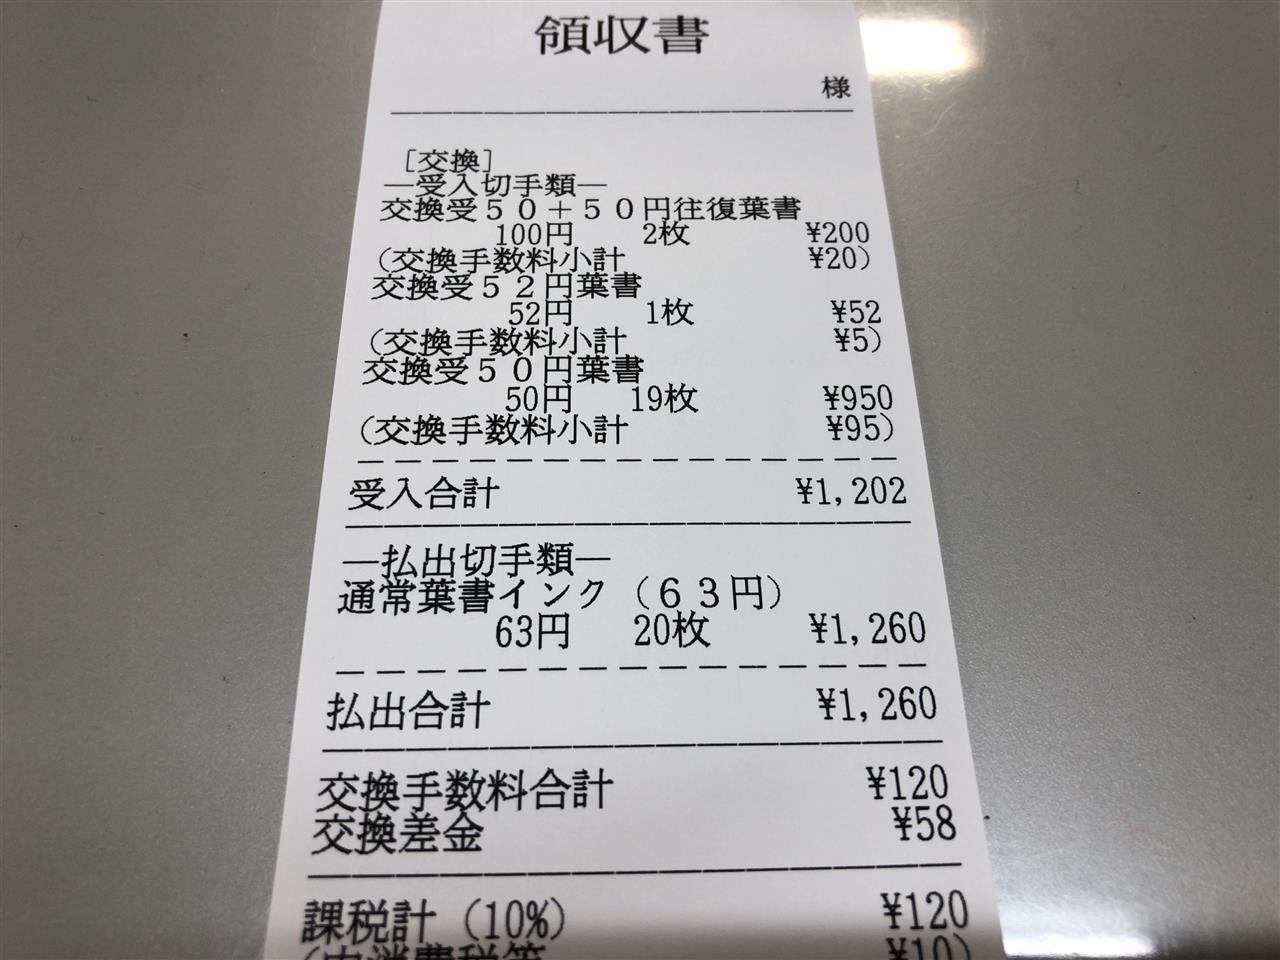 領収書
様
[交換]
―受入切手類―
交換受５０＋５０円往復葉書
100円 2枚 ¥200
(交換手数料小計 ¥20)
交換受５２円葉書
52円 1枚 ¥52
(交換手数料小計 ¥5)
交換受５０円葉書
50円 19枚 ¥950
(交換手数料小計 ¥95)
受入合計 ¥1,202
―払出切手類―
通常葉書インク（６３円）
63円 20枚 ¥1,260
払出合計 ¥1,260
交換手数料合計 ¥120
交換差金 ¥58
課税計(10%) ¥120
(内消費税等 ¥10)